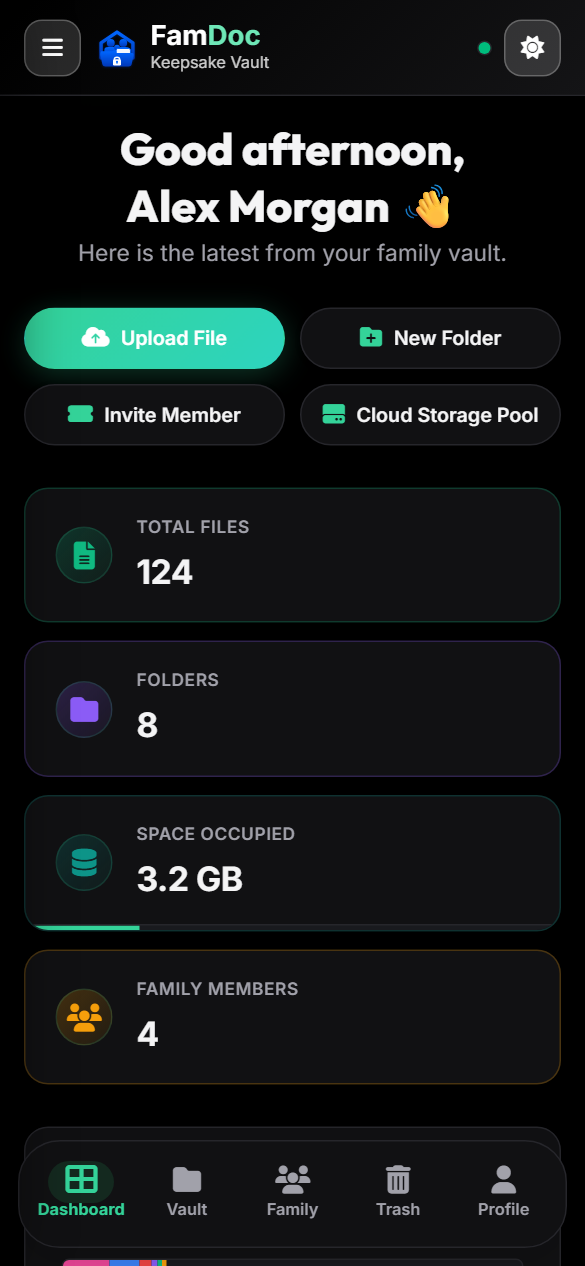 FamDoc
Keepsake Vault
Good afternoon,
Alex Morgan 👋
Here is the latest from your family vault.
Upload File
New Folder
Invite Member
Cloud Storage Pool
TOTAL FILES
124
FOLDERS
8
SPACE OCCUPIED
3.2 GB
FAMILY MEMBERS
4
Dashboard
Vault
Family
Trash
Profile